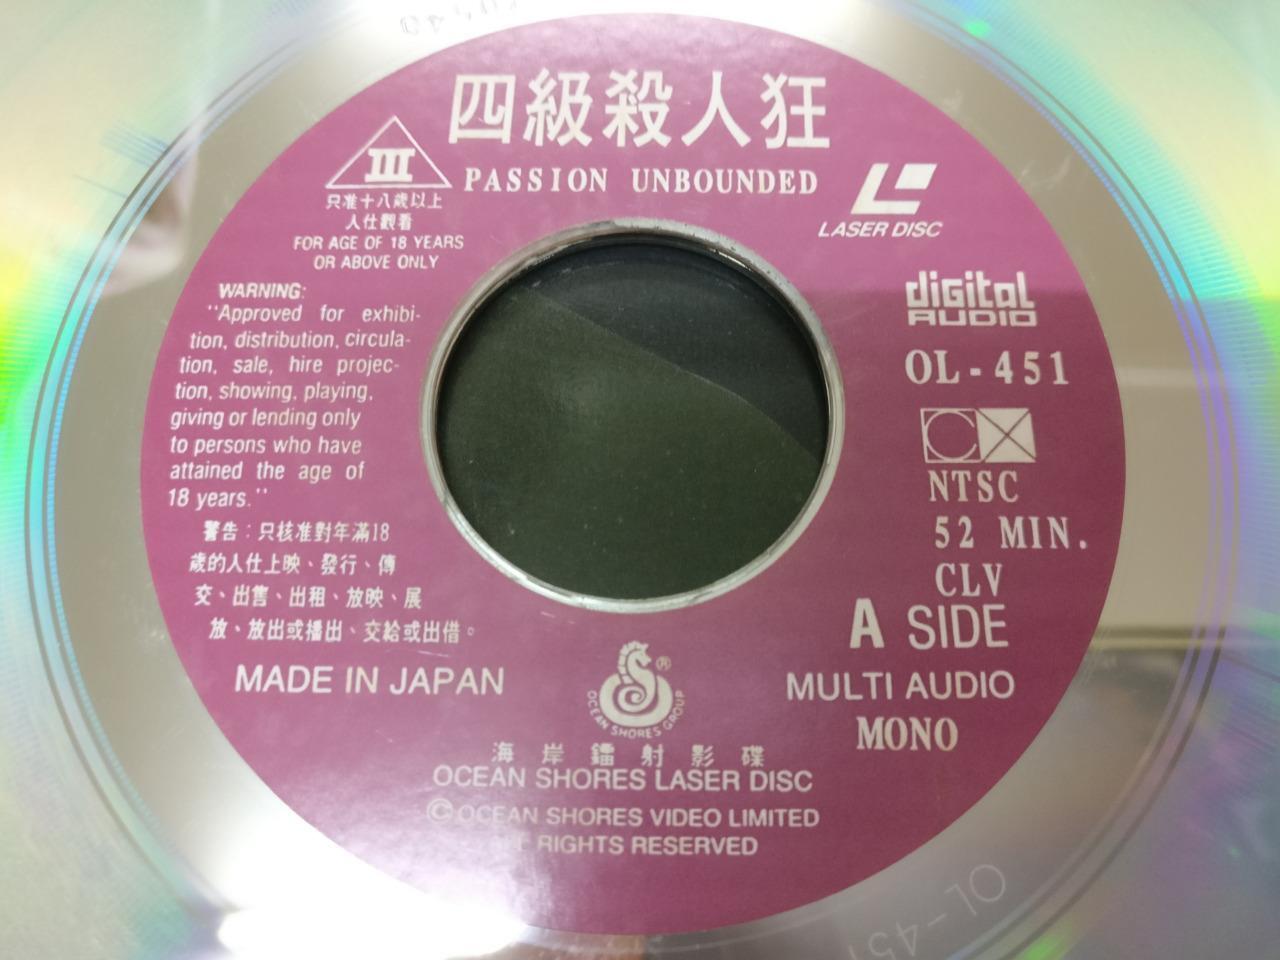 四級殺人狂
PASSION UNBOUNDED
III
只准十八歲以上
人仕觀看
FOR AGE OF 18 YEARS
OR ABOVE ONLY
WARNING:
"Approved for exhibi-
tion, distribution, circula-
tion, sale, hire projec-
tion, showing, playing,
giving or lending only
to persons who have
attained the age of
18 years."
警告：只核准對年滿18
歲的人仕上映、發行、傳
交、出售、出租、放映、展
放、放出或播出、交給或出借。
MADE IN JAPAN
LASER DISC
digital
AUDIO
OL-451
CX
NTSC
52 MIN.
CLV
A SIDE
MULTI AUDIO
MONO
OCEAN SHORES GROUP
®
海岸鐳射影碟
OCEAN SHORES LASER DISC
© OCEAN SHORES VIDEO LIMITED
RIGHTS RESERVED
OL-451